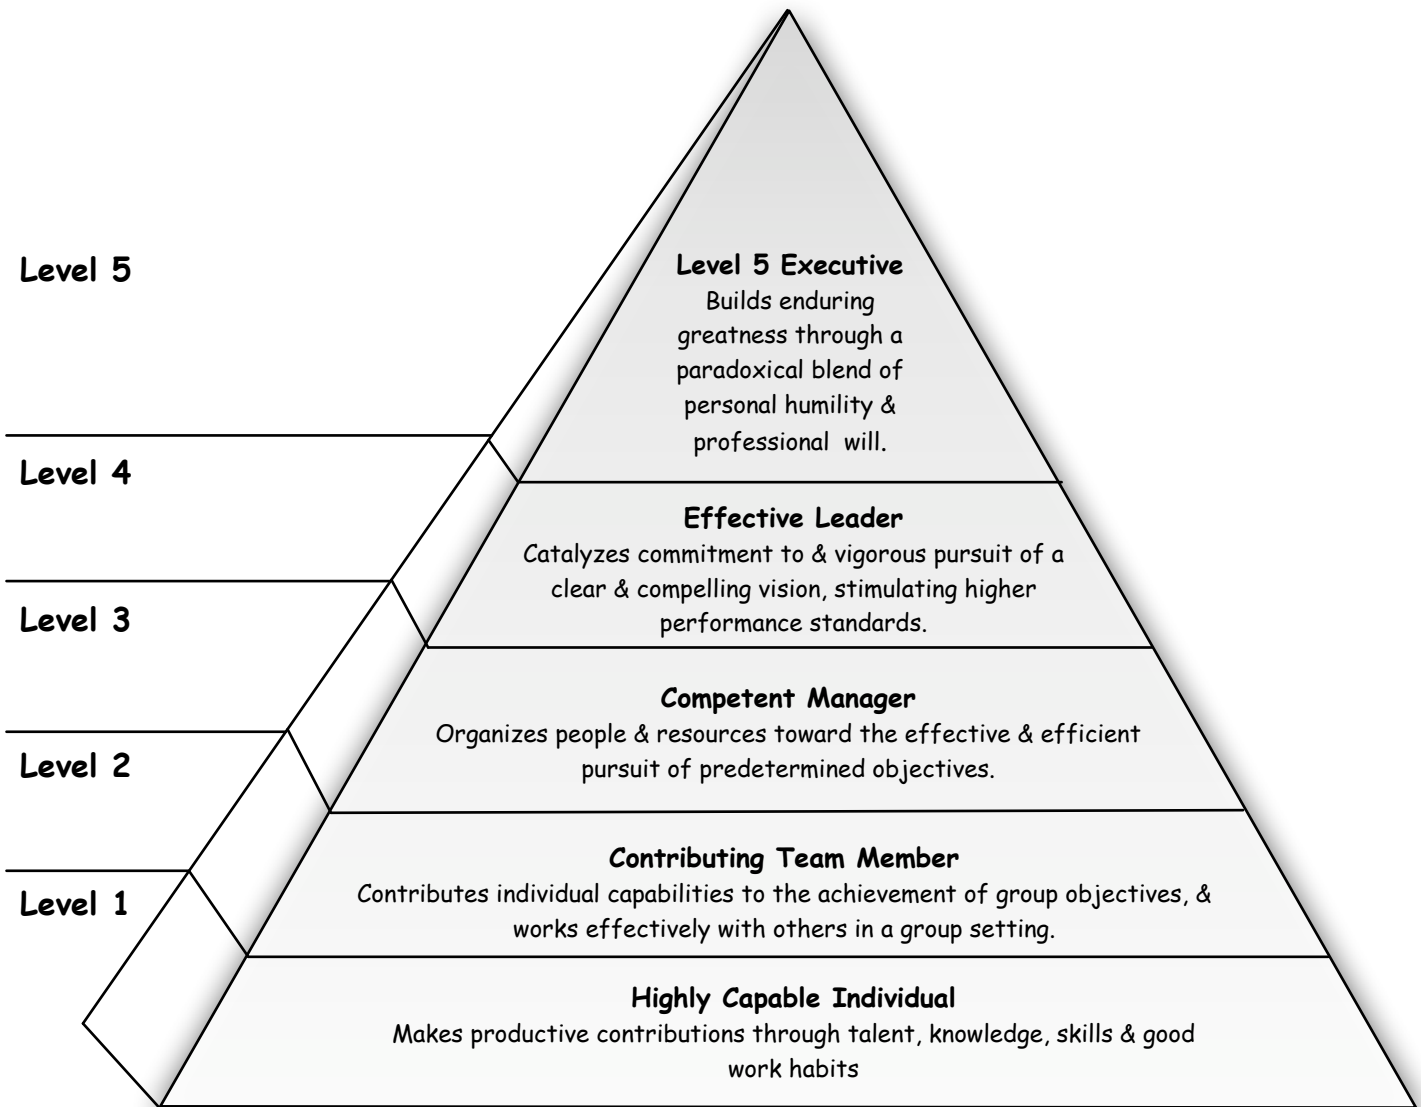 Level 5
Level 5 Executive
Builds enduring
greatness through a
paradoxical blend of
personal humility &
professional will.
Level 4
Effective Leader
Catalyzes commitment to & vigorous pursuit of a
clear & compelling vision, stimulating higher
performance standards.
Level 3
Competent Manager
Organizes people & resources toward the effective & efficient
pursuit of predetermined objectives.
Level 2
Contributing Team Member
Contributes individual capabilities to the achievement of group objectives, &
works effectively with others in a group setting.
Level 1
Highly Capable Individual
Makes productive contributions through talent, knowledge, skills & good
work habits